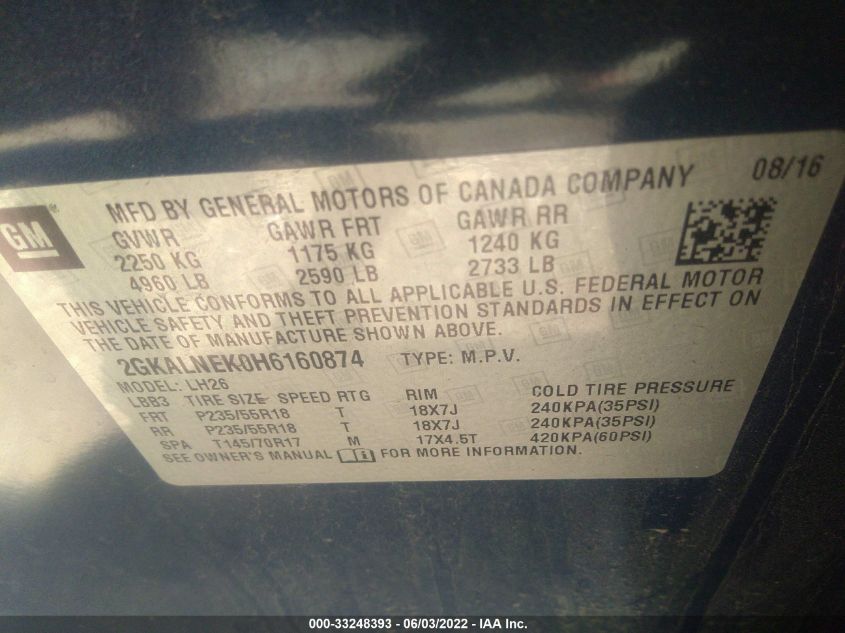 GM
MFD BY GENERAL MOTORS OF CANADA COMPANY 08/16
GVWR GAWR FRT GAWR RR
2250 KG 1175 KG 1240 KG
4960 LB 2590 LB 2733 LB
THIS VEHICLE CONFORMS TO ALL APPLICABLE U.S. FEDERAL MOTOR
VEHICLE SAFETY AND THEFT PREVENTION STANDARDS IN EFFECT ON
THE DATE OF MANUFACTURE SHOWN ABOVE.
2GKALNEK0H6160874 TYPE: M.P.V.
MODEL: LH26
LBB3 TIRE SIZE SPEED RTG RIM COLD TIRE PRESSURE
FRT P235/55R18 T 18X7J 240KPA(35PSI)
RR P235/55R18 T 18X7J 240KPA(35PSI)
SPA T145/70R17 M 17X4.5T 420KPA(60PSI)
SEE OWNER'S MANUAL FOR MORE INFORMATION.
000-33248393 - 06/03/2022 - IAA Inc.